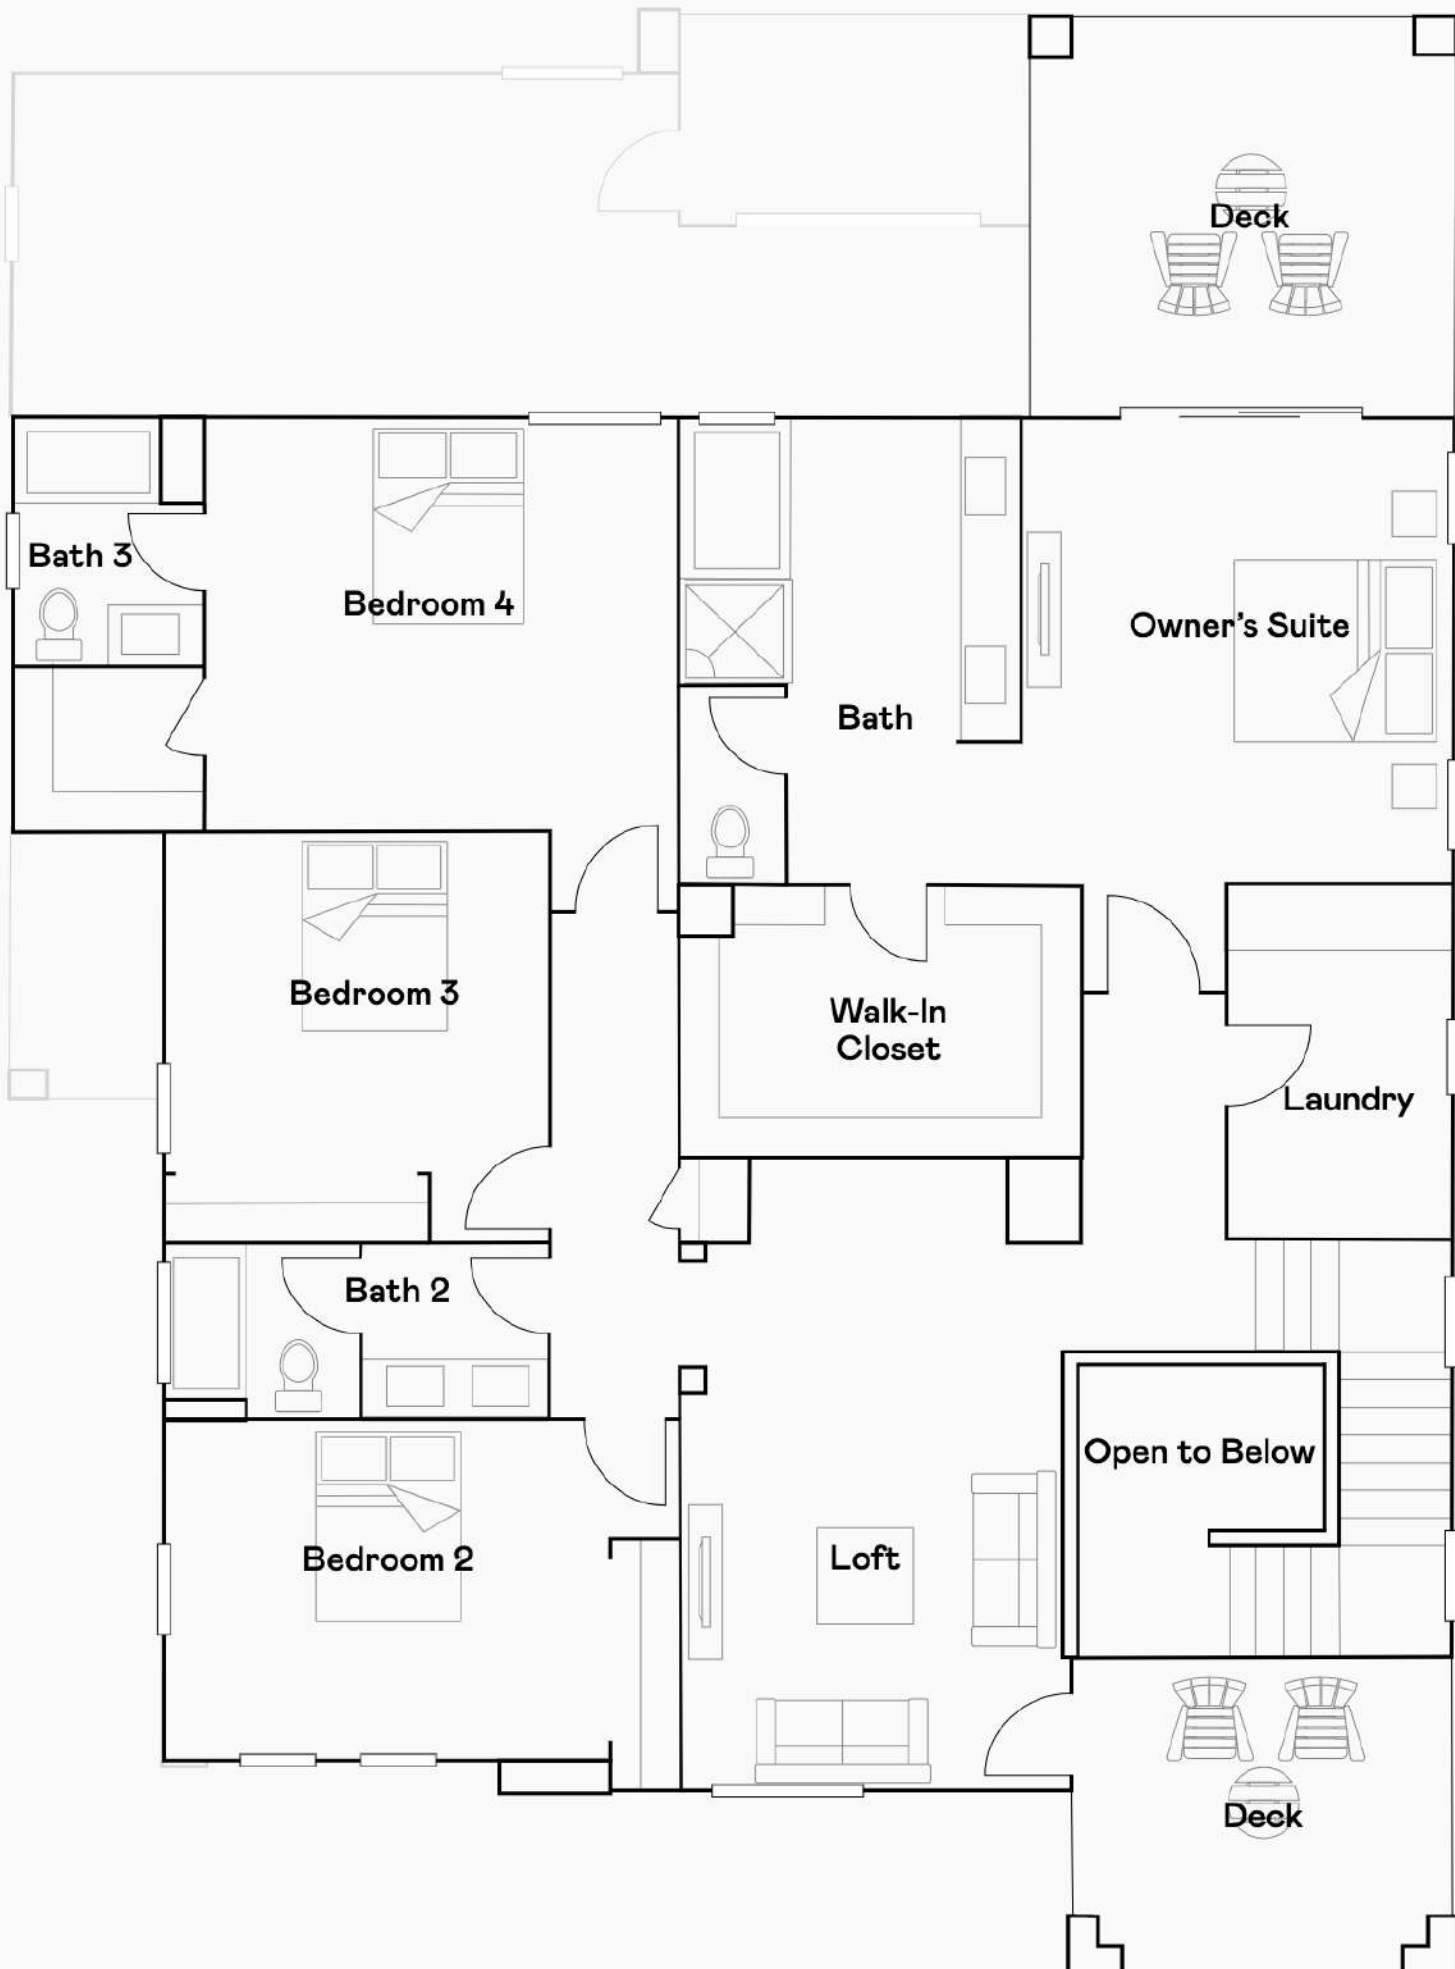 Deck
Bath 3
Bedroom 4
Owner's Suite
Bath
Bedroom 3
Walk-In
Closet
Laundry
Bath 2
Open to Below
Bedroom 2
Loft
Deck